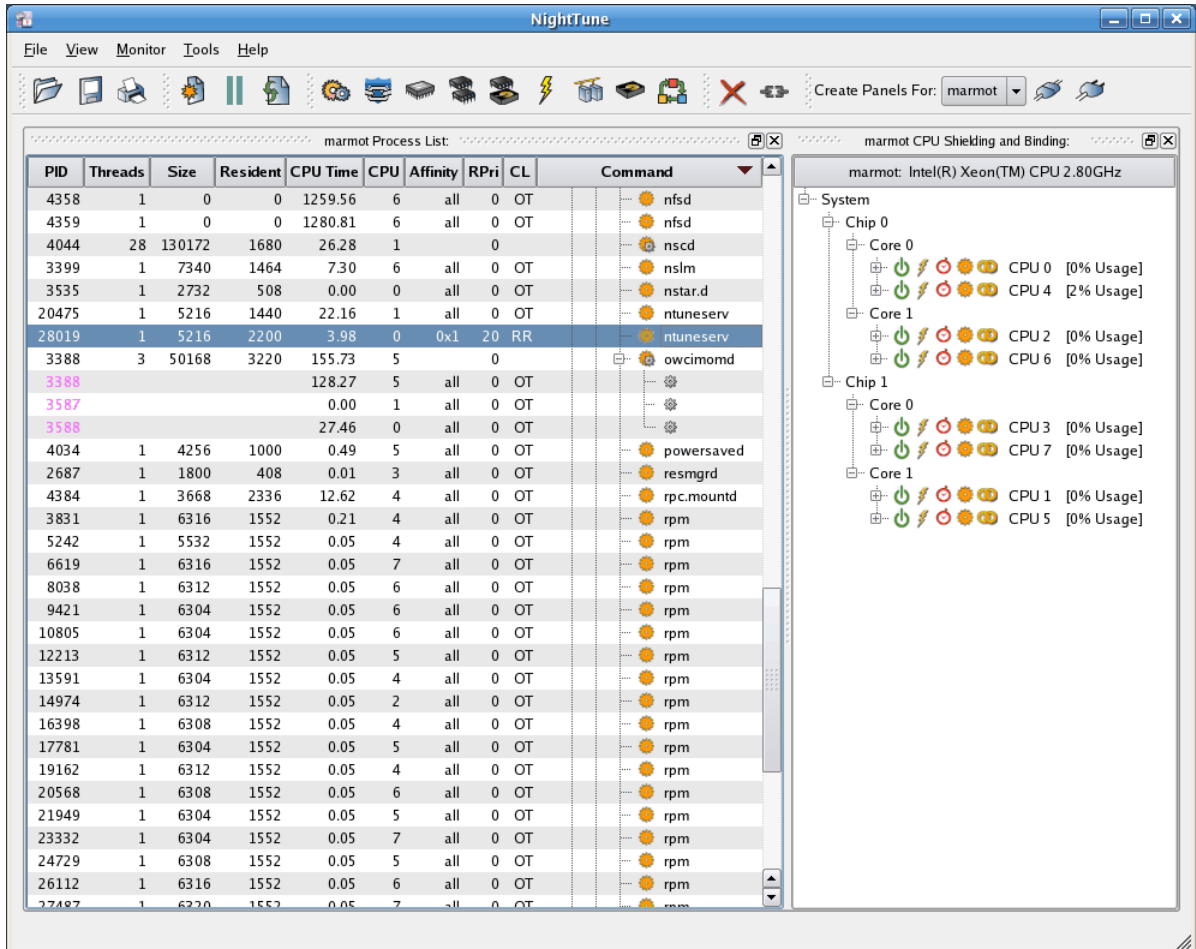 NightTune
File View Monitor Tools Help
Create Panels For: marmot
marmot Process List:
PID Threads Size Resident CPU Time CPU Affinity RPri CL Command
4358 1 0 0 1259.56 6 all 0 OT nfsd
4359 1 0 0 1280.81 6 all 0 OT nfsd
4044 28 130172 1680 26.28 1 0 nscd
3399 1 7340 1464 7.30 6 all 0 OT nslm
3535 1 2732 508 0.00 0 all 0 OT nstar.d
20475 1 5216 1440 22.16 1 all 0 OT ntuneserv
28019 1 5216 2200 3.98 0 0x1 20 RR ntuneserv
3388 3 50168 3220 155.73 5 0 owcimomd
3388 128.27 5 all 0 OT
3587 0.00 1 all 0 OT
3588 27.46 0 all 0 OT
4034 1 4256 1000 0.49 5 all 0 OT powersaved
2687 1 1800 408 0.01 3 all 0 OT resmgrd
4384 1 3668 2336 12.62 4 all 0 OT rpc.mountd
3831 1 6316 1552 0.21 4 all 0 OT rpm
5242 1 5532 1552 0.05 4 all 0 OT rpm
6619 1 6316 1552 0.05 7 all 0 OT rpm
8038 1 6312 1552 0.05 6 all 0 OT rpm
9421 1 6304 1552 0.05 6 all 0 OT rpm
10805 1 6304 1552 0.05 6 all 0 OT rpm
12213 1 6312 1552 0.05 5 all 0 OT rpm
13591 1 6304 1552 0.05 4 all 0 OT rpm
14974 1 6312 1552 0.05 2 all 0 OT rpm
16398 1 6308 1552 0.05 4 all 0 OT rpm
17781 1 6304 1552 0.05 5 all 0 OT rpm
19162 1 6312 1552 0.05 4 all 0 OT rpm
20568 1 6308 1552 0.05 6 all 0 OT rpm
21949 1 6304 1552 0.05 5 all 0 OT rpm
23332 1 6304 1552 0.05 7 all 0 OT rpm
24729 1 6308 1552 0.05 5 all 0 OT rpm
26112 1 6316 1552 0.05 6 all 0 OT rpm
27487 1 6320 1552 0.05 7 all 0 OT rpm
marmot CPU Shielding and Binding:
marmot: Intel(R) Xeon(TM) CPU 2.80GHz
System
Chip 0
Core 0
CPU 0 [0% Usage]
CPU 4 [2% Usage]
Core 1
CPU 2 [0% Usage]
CPU 6 [0% Usage]
Chip 1
Core 0
CPU 3 [0% Usage]
CPU 7 [0% Usage]
Core 1
CPU 1 [0% Usage]
CPU 5 [0% Usage]